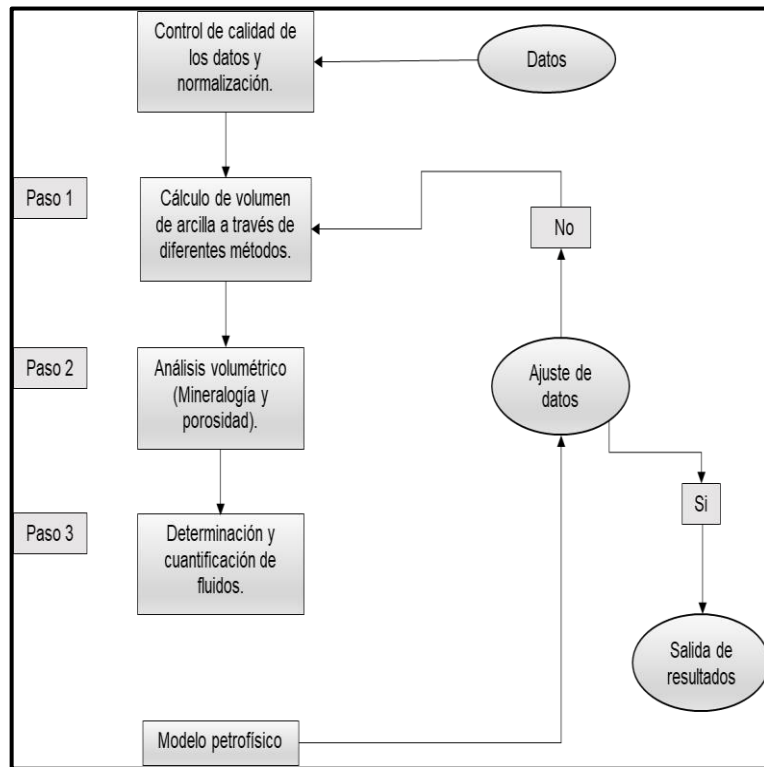 Control de calidad de
los datos y
normalización.
Datos
Paso 1
Cálculo de volumen
de arcilla a través de
diferentes métodos.
No
Paso 2
Análisis volumétrico
(Mineralogía y
porosidad).
Ajuste de
datos
Si
Paso 3
Determinación y
cuantificación de
fluidos.
Salida de
resultados
Modelo petrofísico